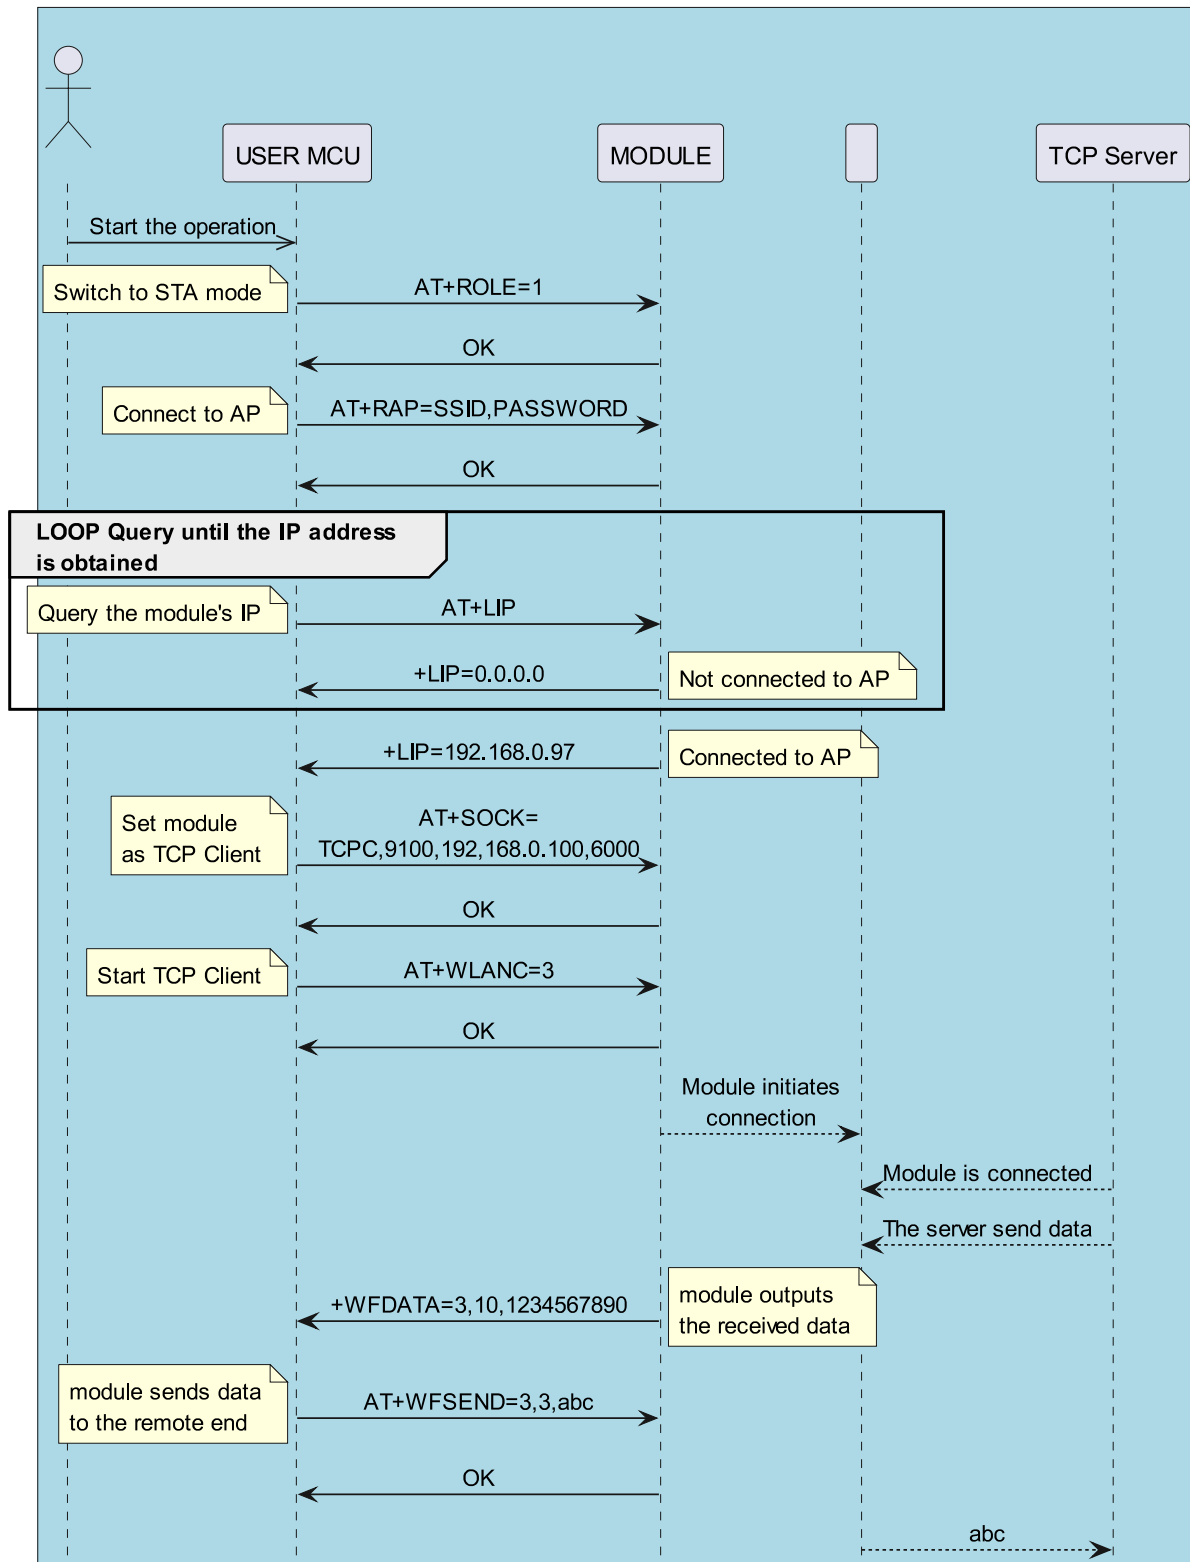 USER MCU
MODULE
TCP Server
Start the operation
Switch to STA mode
AT+ROLE=1
OK
Connect to AP
AT+RAP=SSID,PASSWORD
OK
LOOP Query until the IP address
is obtained
Query the module's IP
AT+LIP
+LIP=0.0.0.0
Not connected to AP
+LIP=192.168.0.97
Connected to AP
Set module
as TCP Client
AT+SOCK=
TCPC,9100,192,168.0.100,6000
OK
Start TCP Client
AT+WLANC=3
OK
Module initiates
connection
Module is connected
The server send data
+WFDATA=3,10,1234567890
module outputs
the received data
module sends data
to the remote end
AT+WFSEND=3,3,abc
OK
abc